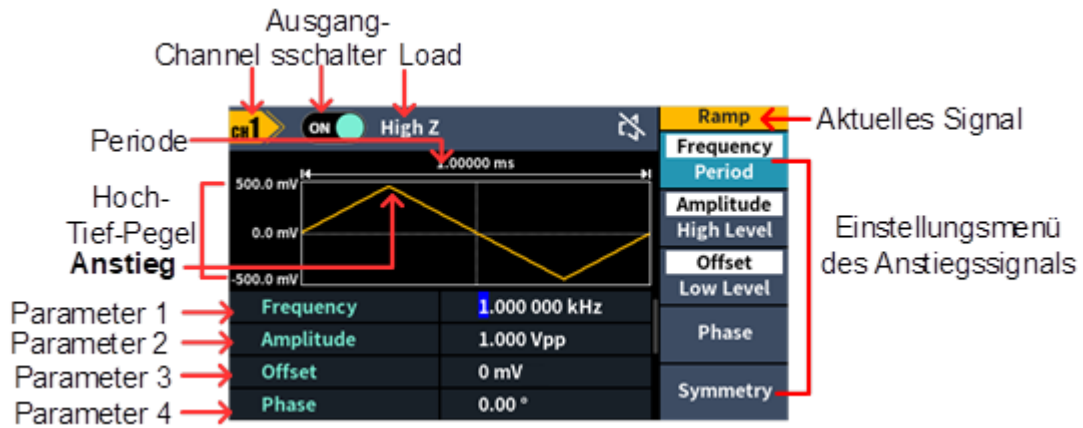 Ausgang-
Channel sschalter Load
CH1 ON High Z
Ramp
Aktuelles Signal
Periode
1.00000 ms
Frequency
Period
500.0 mV
Hoch-
Tief-Pegel
Anstieg
0.0 mV
-500.0 mV
Amplitude
High Level
Offset
Low Level
Einstellungsmenü
des Anstiegssignals
Parameter 1
Frequency 1.000 000 kHz
Parameter 2
Amplitude 1.000 Vpp
Phase
Parameter 3
Offset 0 mV
Parameter 4
Phase 0.00 °
Symmetry